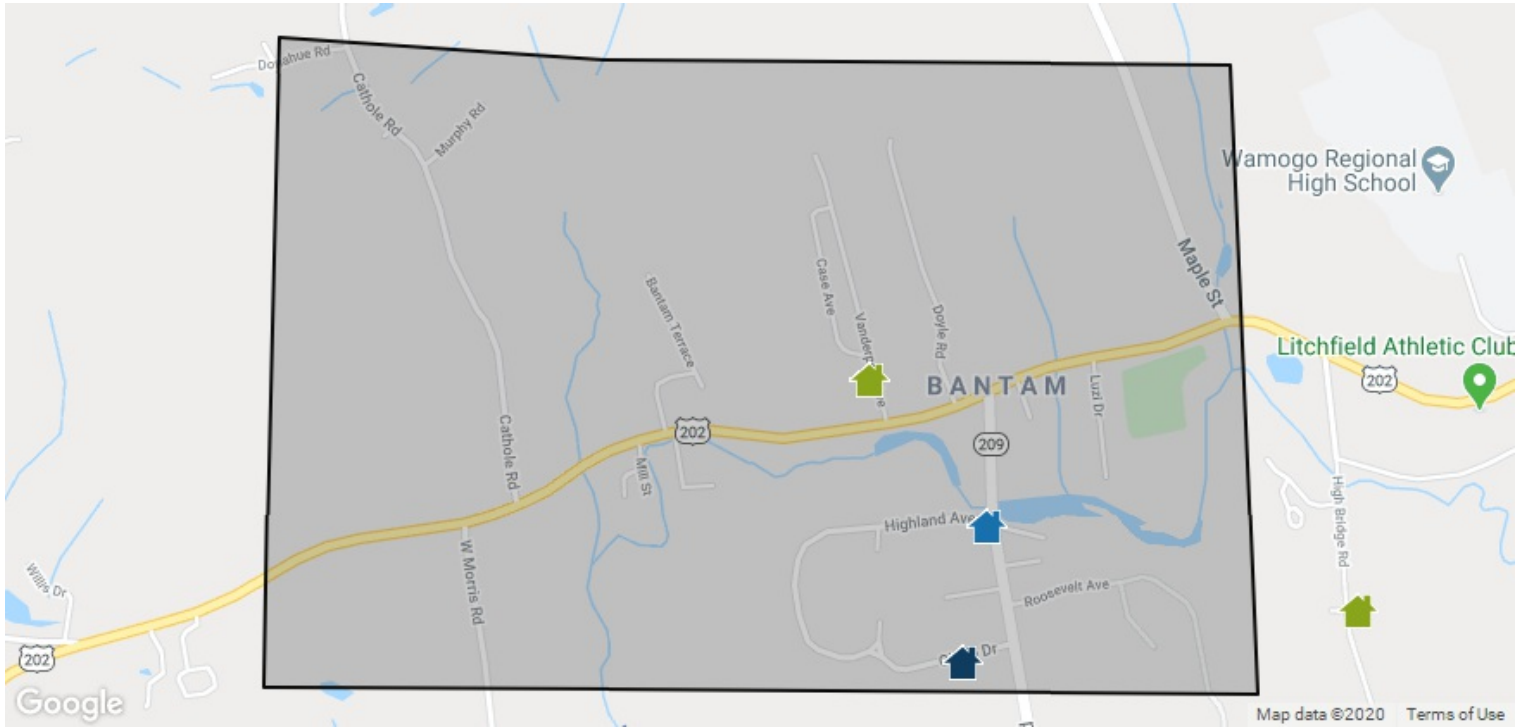 Donahue Rd
Cathole Rd
Murphy Rd
Wamogo Regional
High School
Maple St
Case Ave
Bantam Terrace
Doyle Rd
Litchfield Athletic Club
202
BANTAM
Luzi Dr
202
209
Cathole Rd
Mill St
High Bridge Rd
Highland Ave
W Morris Rd
Willis Dr
Roosevelt Ave
Dr
202
Google
Map data ©2020
Terms of Use